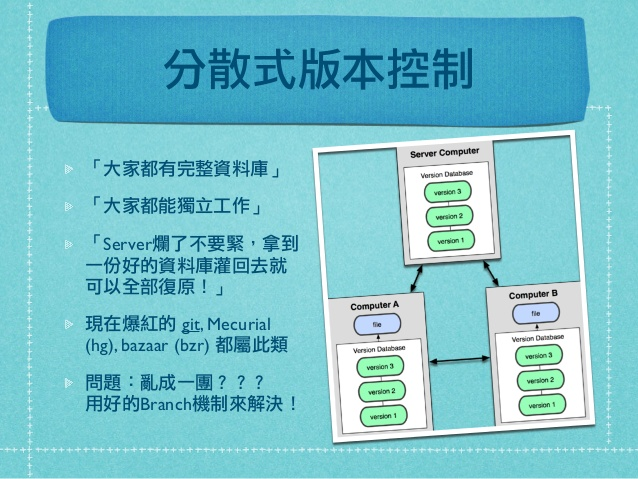 分散式版本控制
「大家都有完整資料庫」
「大家都能獨立工作」
「Server爛了不要緊，拿到
一份好的資料庫灌回去就
可以全部復原！」
現在爆紅的 git, Mecurial
(hg), bazaar (bzr) 都屬此類
問題：亂成一團？？？
用好的Branch機制來解決！
Server Computer
Version Database
version 3
version 2
version 1
Computer A
file
Version Database
version 3
version 2
version 1
Computer B
file
Version Database
version 3
version 2
version 1